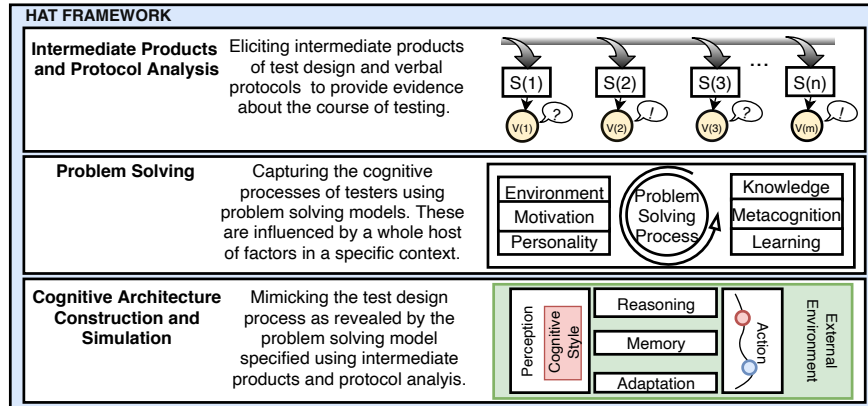 HAT FRAMEWORK
Intermediate Products
and Protocol Analysis
Eliciting intermediate products
of test design and verbal
protocols to provide evidence
about the course of testing.
S(1)
S(2)
S(3)
...
S(n)
V(1)
?
V(2)
!
V(3)
?
V(m)
!
Problem Solving
Capturing the cognitive
processes of testers using
problem solving models. These
are influenced by a whole host
of factors in a specific context.
Environment
Motivation
Personality
Problem
Solving
Process
Knowledge
Metacognition
Learning
Cognitive Architecture
Construction and
Simulation
Mimicking the test design
process as revealed by the
problem solving model
specified using intermediate
products and protocol analyis.
Perception
Cognitive
Style
Reasoning
Memory
Adaptation
Action
External
Environment